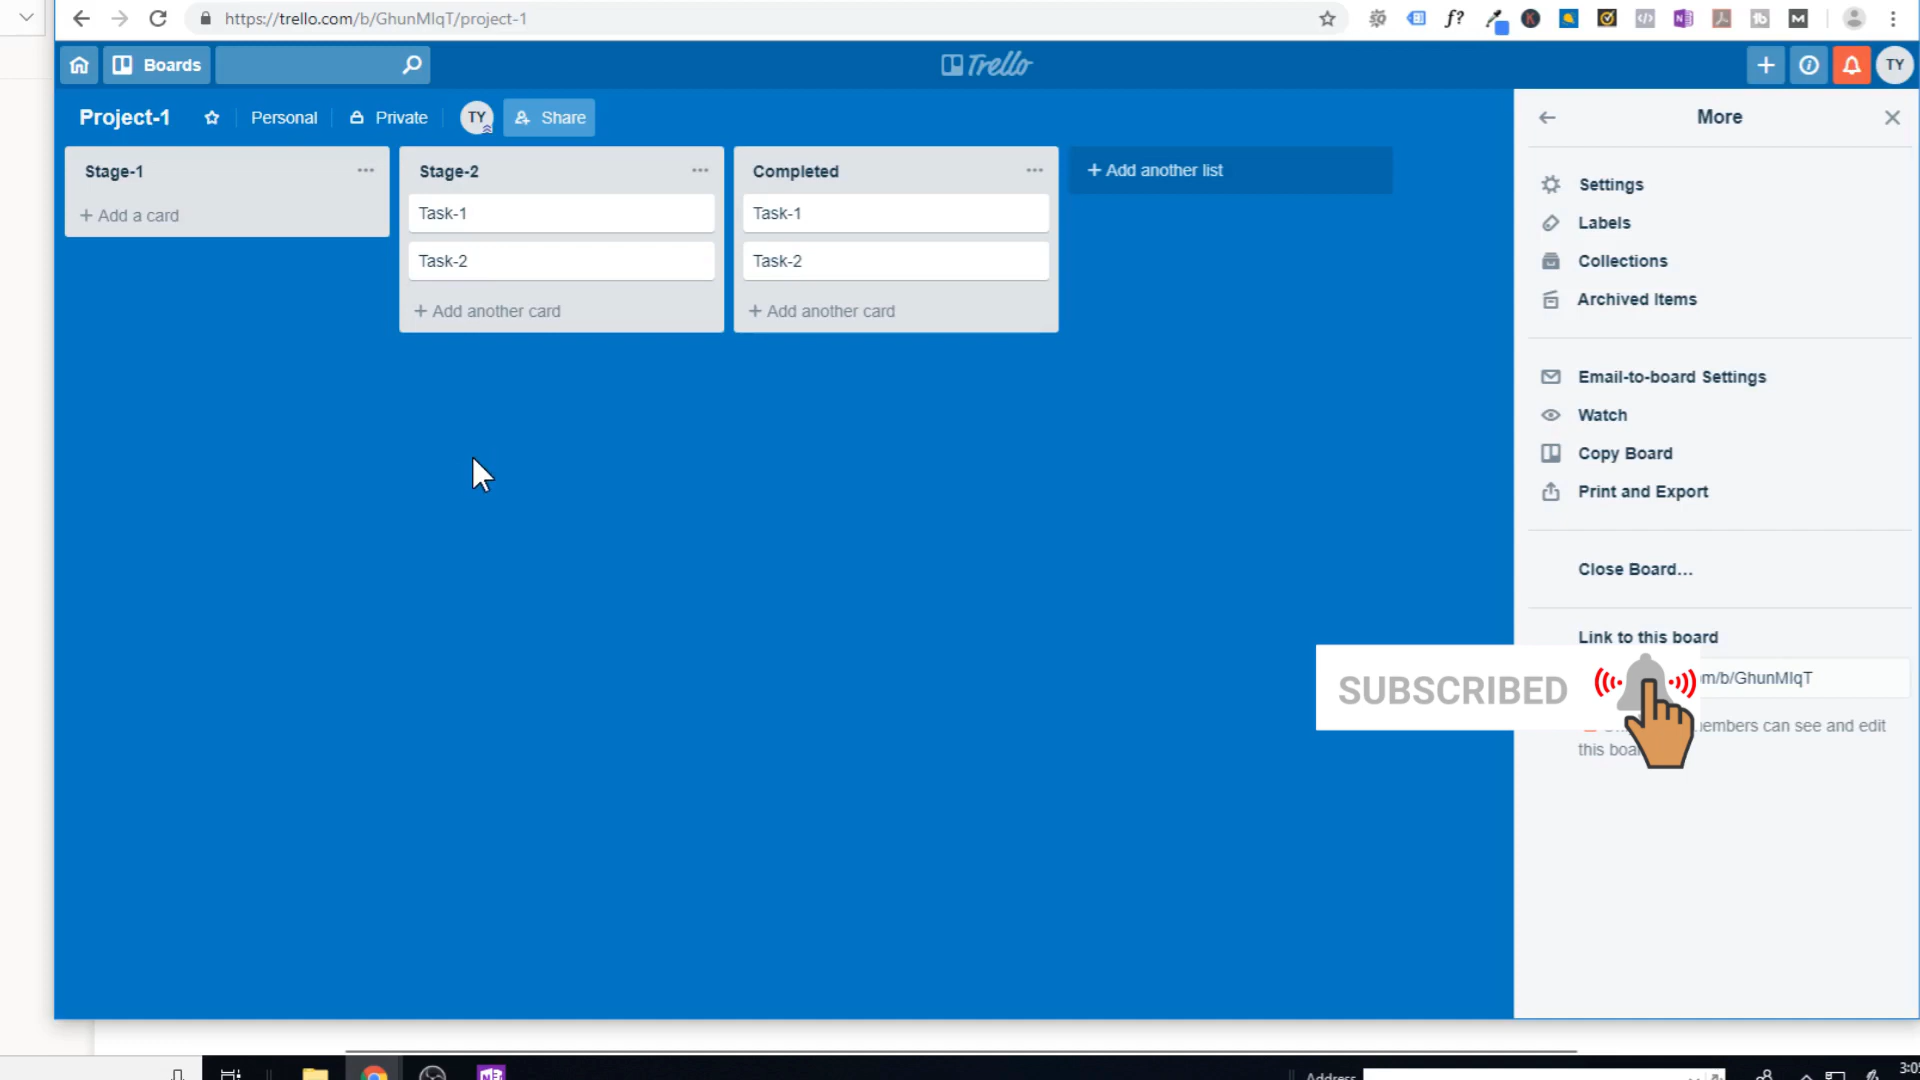 https://trello.com/b/GhunMIqT/project-1
Boards
Trello
TY
Project-1
Personal
Private
TY
Share
More
Stage-1
Stage-2
Completed
+ Add another list
Settings
+ Add a card
Task-1
Task-1
Labels
Task-2
Task-2
Collections
+ Add another card
+ Add another card
Archived Items
Email-to-board Settings
Watch
Copy Board
Print and Export
Close Board…
Link to this board
SUBSCRIBED
m/b/GhunMIqT
embers can see and edit
this
Address